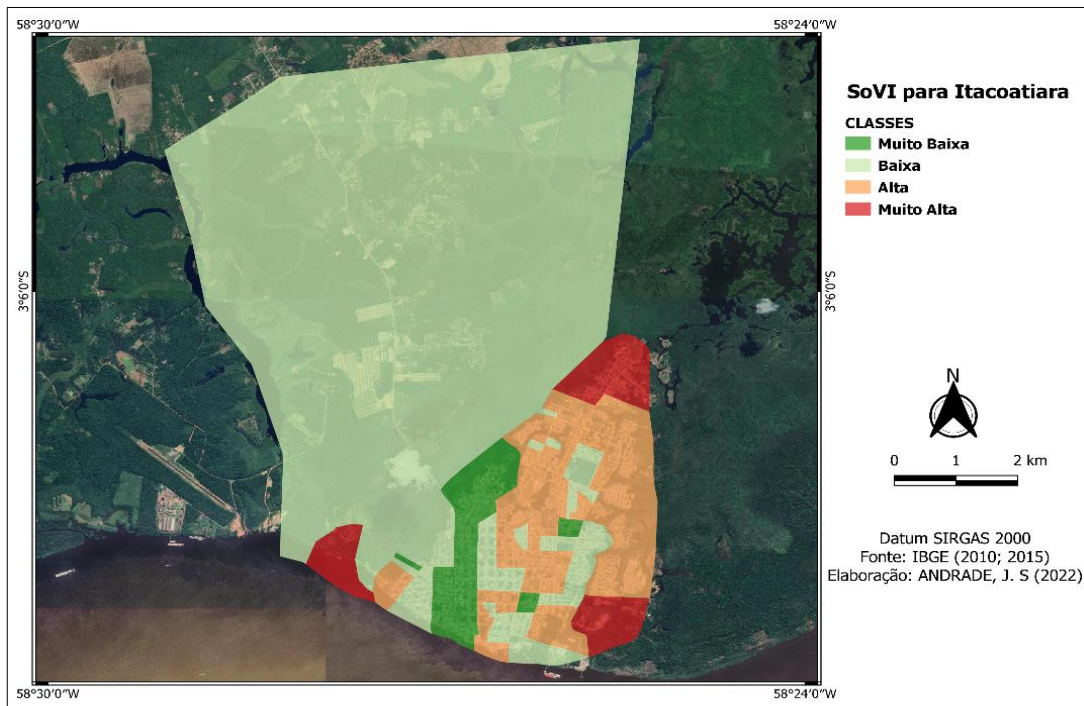 58°30'0"W
58°24'0"W
3°6'0"S
3°6'0"S
58°30'0"W
58°24'0"W
SoVI para Itacoatiara
CLASSES
Muito Baixa
Baixa
Alta
Muito Alta
N
0 1 2 km
Datum SIRGAS 2000
Fonte: IBGE (2010; 2015)
Elaboração: ANDRADE, J. S (2022)